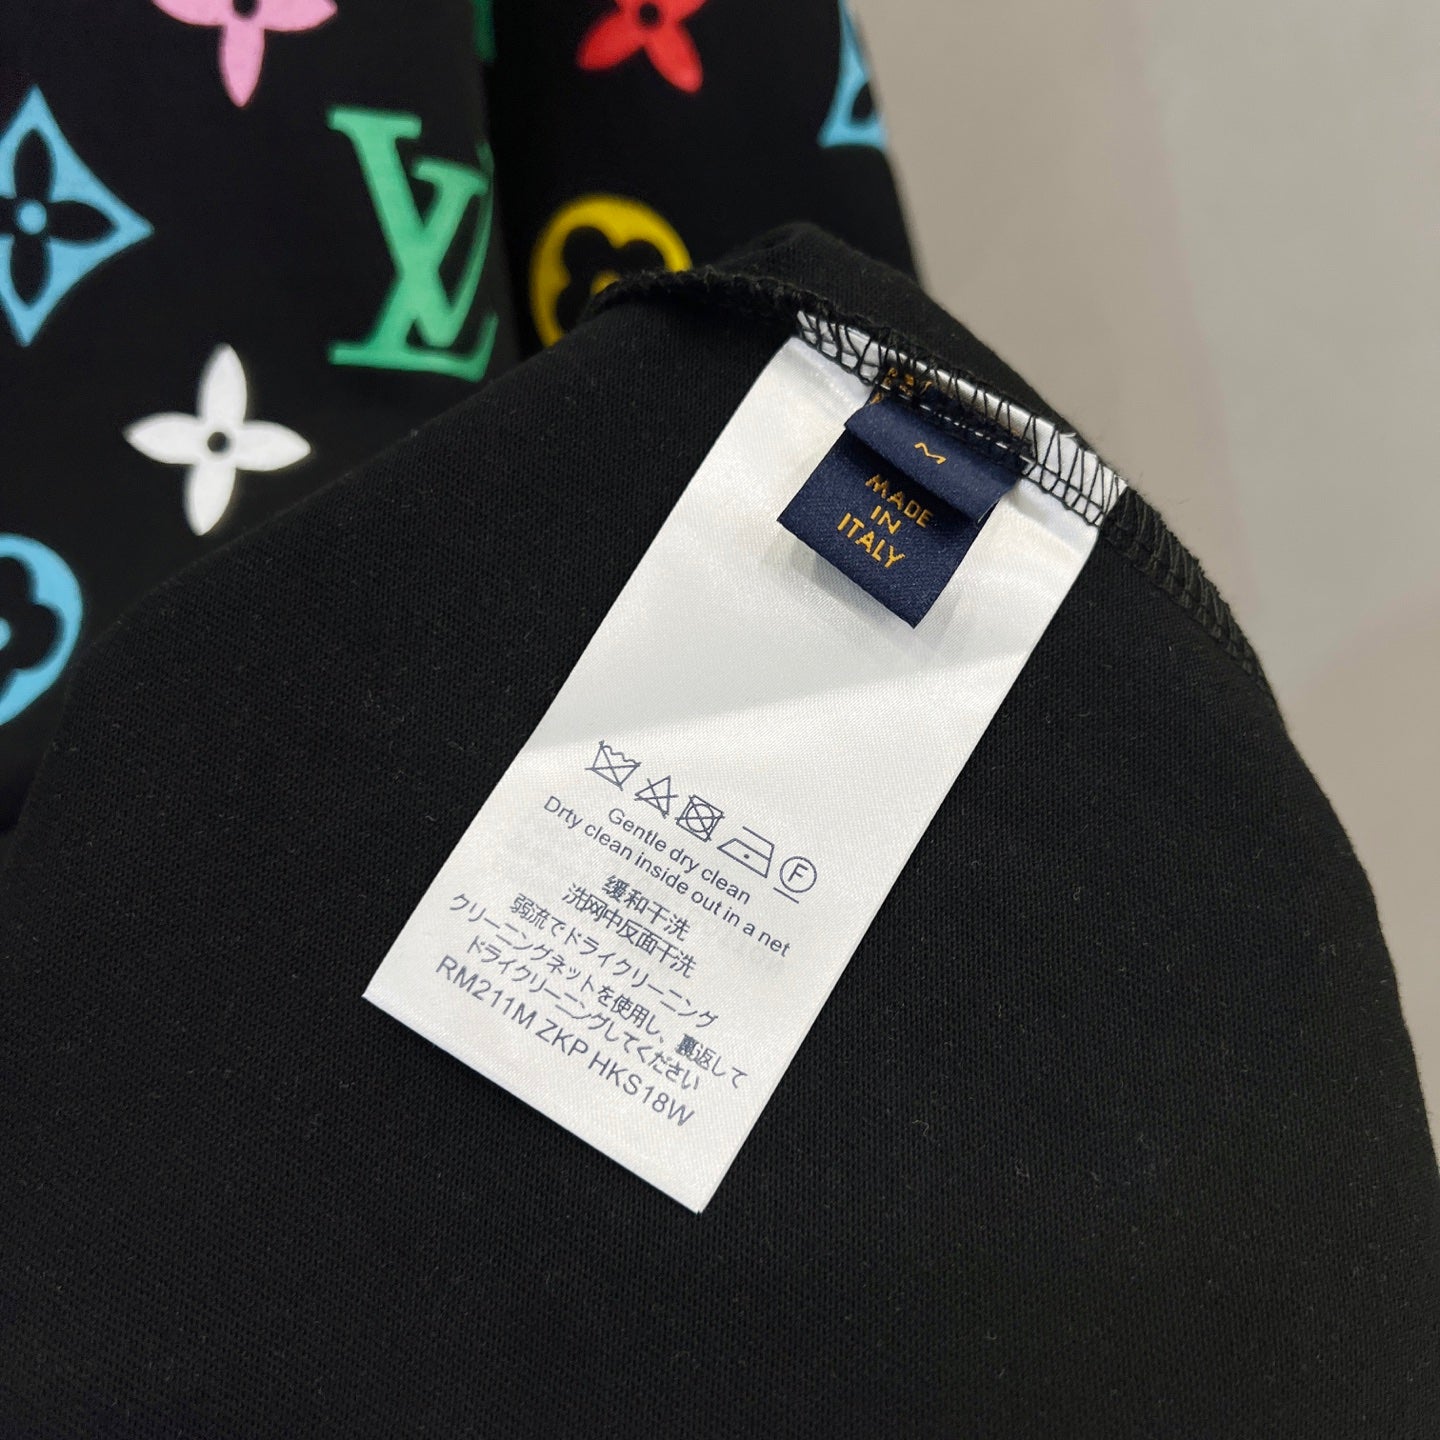 LV
MADE
IN
ITALY
Gentle dry clean
Drty clean inside out in a net
缓和干洗
洗网中反面干洗
弱流でドライクリーニング
クリーニングネットを使用し、裏返して
ドライクリーニングしてください
RM211M ZKP HKS18W
F